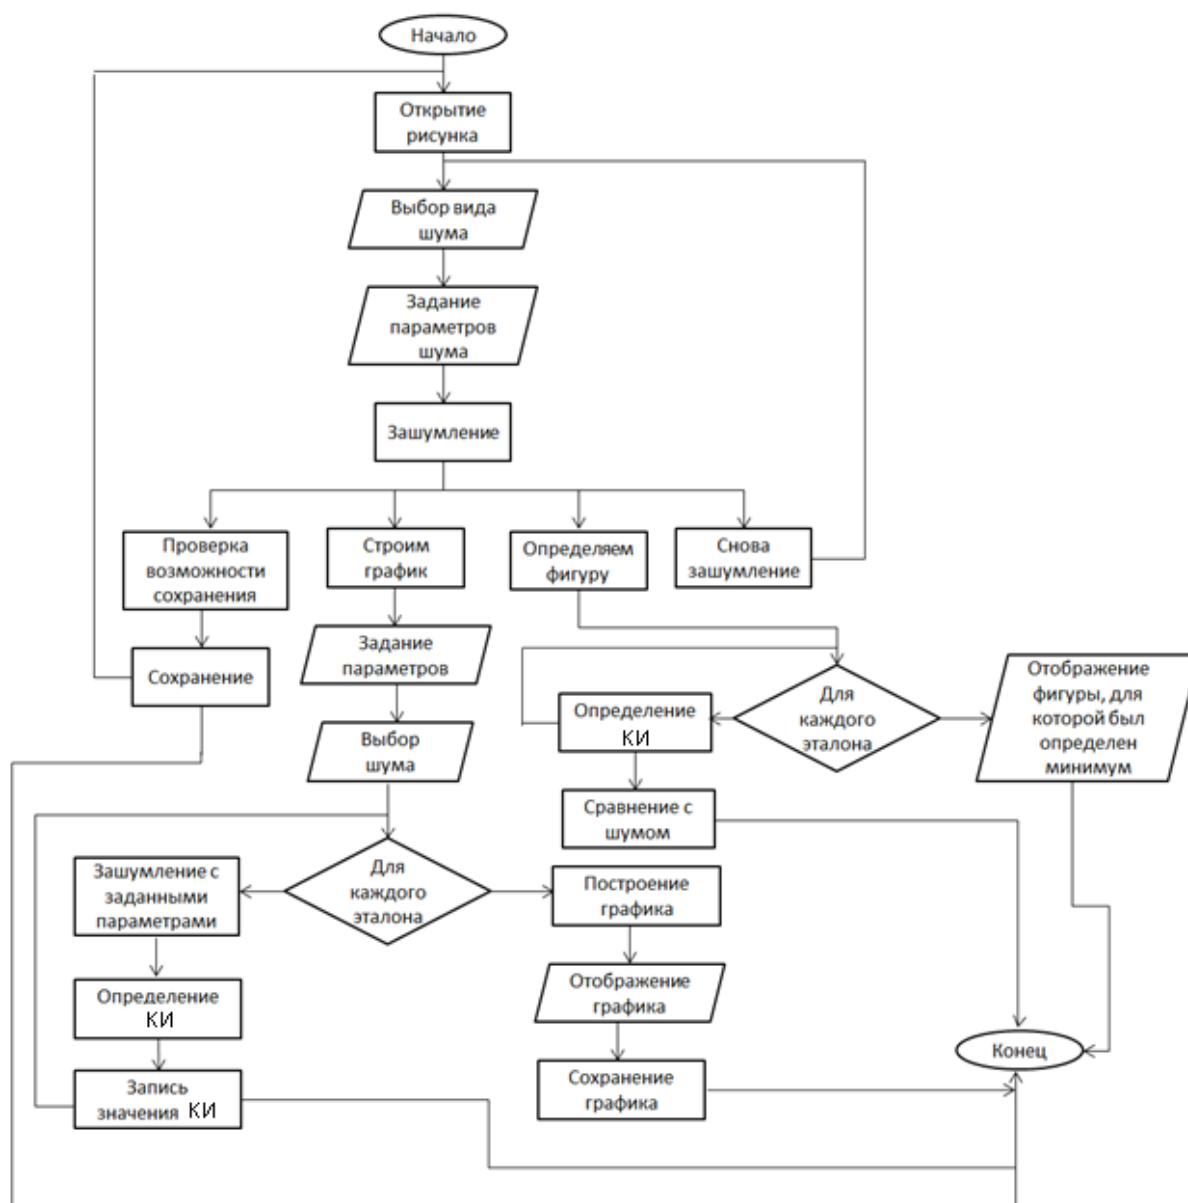 Начало
Открытие
рисунка
Выбор вида
шума
Задание
параметров
шума
Зашумление
Проверка
возможности
сохранения
Строим
график
Определяем
фигуру
Снова
зашумление
Сохранение
Задание
параметров
Выбор
шума
Определение
КИ
Для
каждого
эталона
Отображение
фигуры, для
которой был
определен
минимум
Сравнение с
шумом
Зашумление с
заданными
параметрами
Для
каждого
эталона
Построение
графика
Определение
КИ
Отображение
графика
Запись
значения КИ
Сохранение
графика
Конец